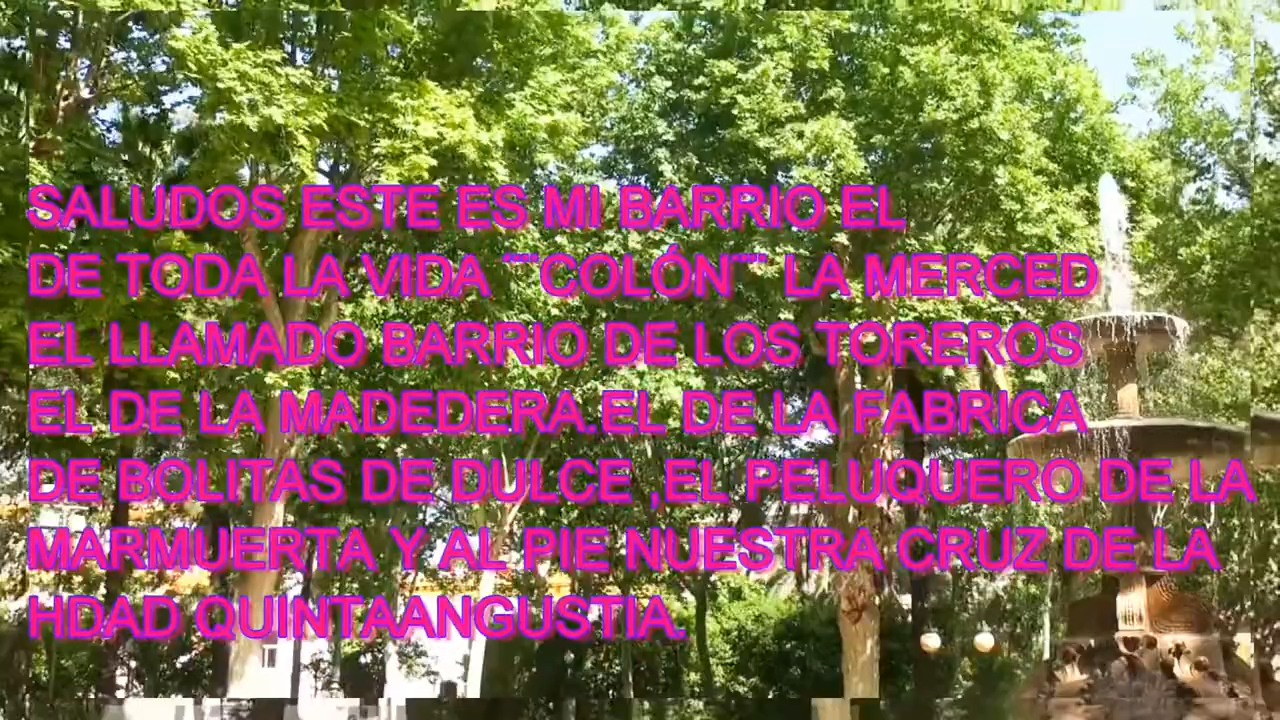 SALUDOS ESTE ES MI BARRIO EL
DE TODA LA VIDA """COLÓN"""" LA MERCED
EL LLAMADO BARRIO DE LOS TOREROS
EL DE LA MADEDERA.EL DE LA FABRICA
DE BOLITAS DE DULCE ,EL PELUQUERO DE LA
MARMUERTA Y AL PIE NUESTRA CRUZ DE LA
HDAD QUINTAANGUSTIA.